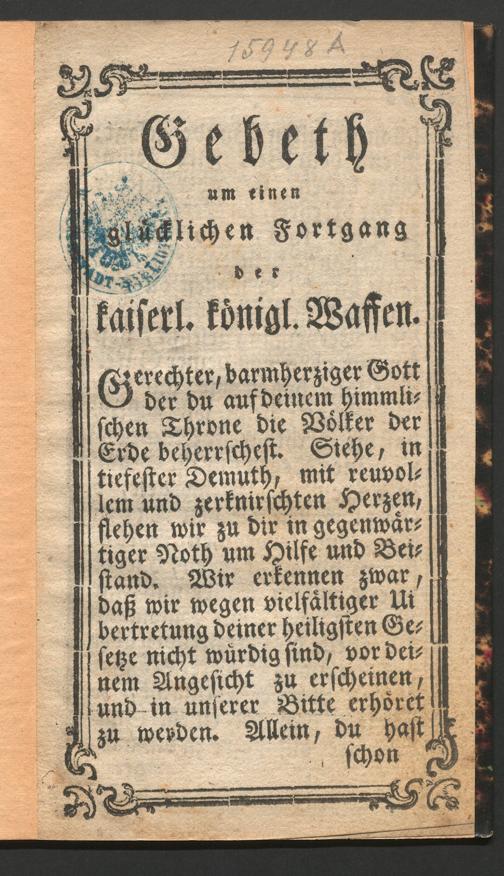 15948 A
Gebeth
um einen
glücklichen Fortgang
der
kaiserl. königl. Waffen.
Gerechter, barmherziger Gott
der du auf deinem himmli-
schen Throne die Völker der
Erde beherrschest. Siehe, in
tiefester Demuth, mit reuvol-
lem und zerknirschten Herzen,
flehen wir zu dir in gegenwär-
tiger Noth um Hilfe und Bei-
stand. Wir erkennen zwar,
daß wir wegen vielfältiger Ui
bertretung deiner heiligsten Ge-
setze nicht würdig sind, vor dei-
nem Angesicht zu erscheinen,
und in unserer Bitte erhöret
zu werden. Allein, du hast
schon